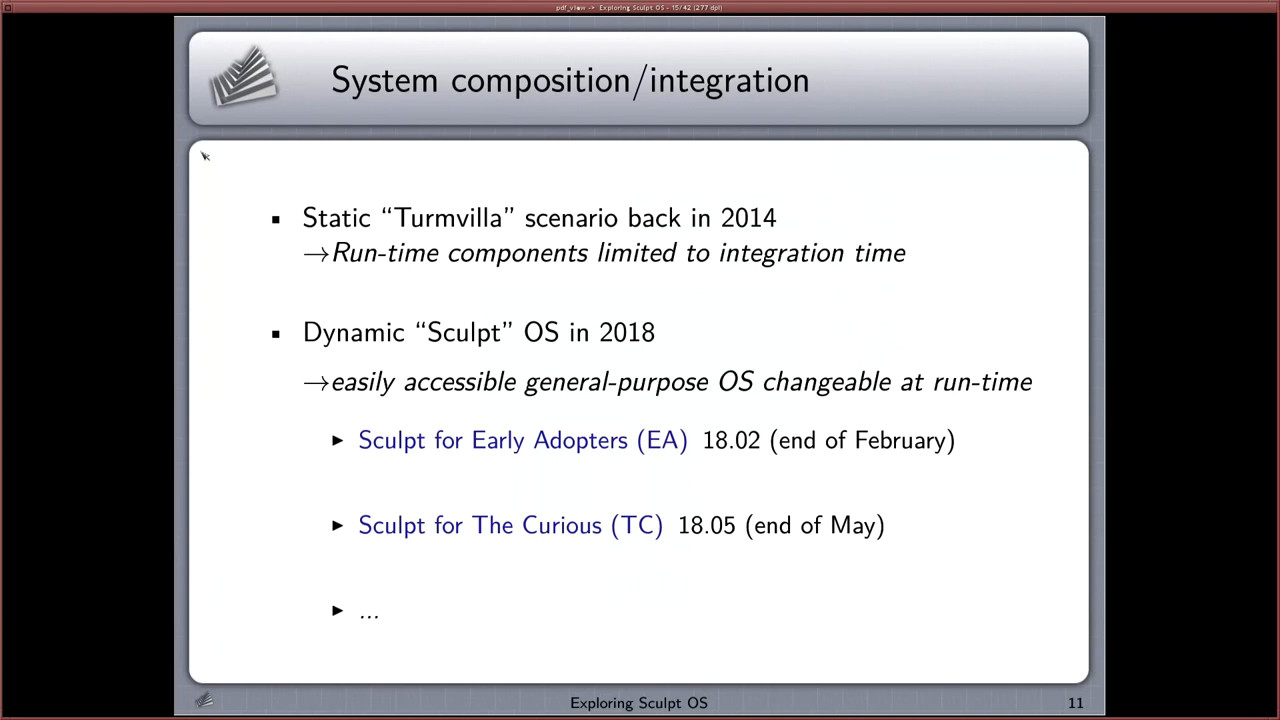 pdf_view -> Exploring Sculpt OS - 15/42 (277 dpi)
System composition/integration
▪ Static “Turmvilla” scenario back in 2014
→Run-time components limited to integration time
▪ Dynamic “Sculpt” OS in 2018
→easily accessible general-purpose OS changeable at run-time
▶ Sculpt for Early Adopters (EA) 18.02 (end of February)
▶ Sculpt for The Curious (TC) 18.05 (end of May)
▶ ...
Exploring Sculpt OS
11